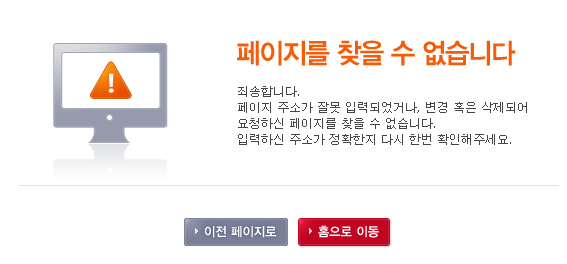 페이지를 찾을 수 없습니다
죄송합니다.
페이지 주소가 잘못 입력되었거나, 변경 혹은 삭제되어
요청하신 페이지를 찾을 수 없습니다.
입력하신 주소가 정확한지 다시 한번 확인해주세요.
이전 페이지로
홈으로 이동